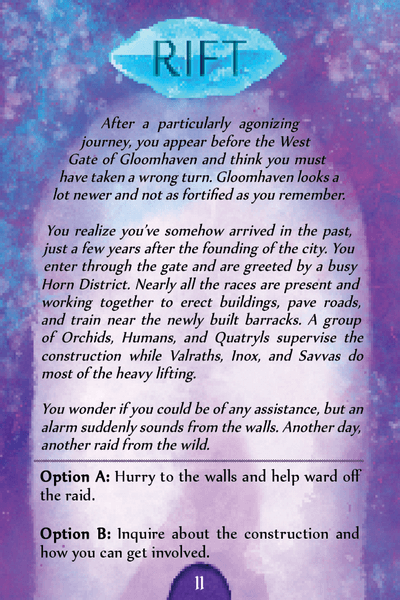 RIFT
After a particularly agonizing
journey, you appear before the West
Gate of Gloomhaven and think you must
have taken a wrong turn. Gloomhaven looks a
lot newer and not as fortified as you remember.
You realize you've somehow arrived in the past,
just a few years after the founding of the city. You
enter through the gate and are greeted by a busy
Horn District. Nearly all the races are present and
working together to erect buildings, pave roads,
and train near the newly built barracks. A group
of Orchids, Humans, and Quatryls supervise the
construction while Valraths, Inox, and Savvas do
most of the heavy lifting.
You wonder if you could be of any assistance, but an
alarm suddenly sounds from the walls. Another day,
another raid from the wild.
Option A: Hurry to the walls and help ward off
the raid.
Option B: Inquire about the construction and
how you can get involved.
11